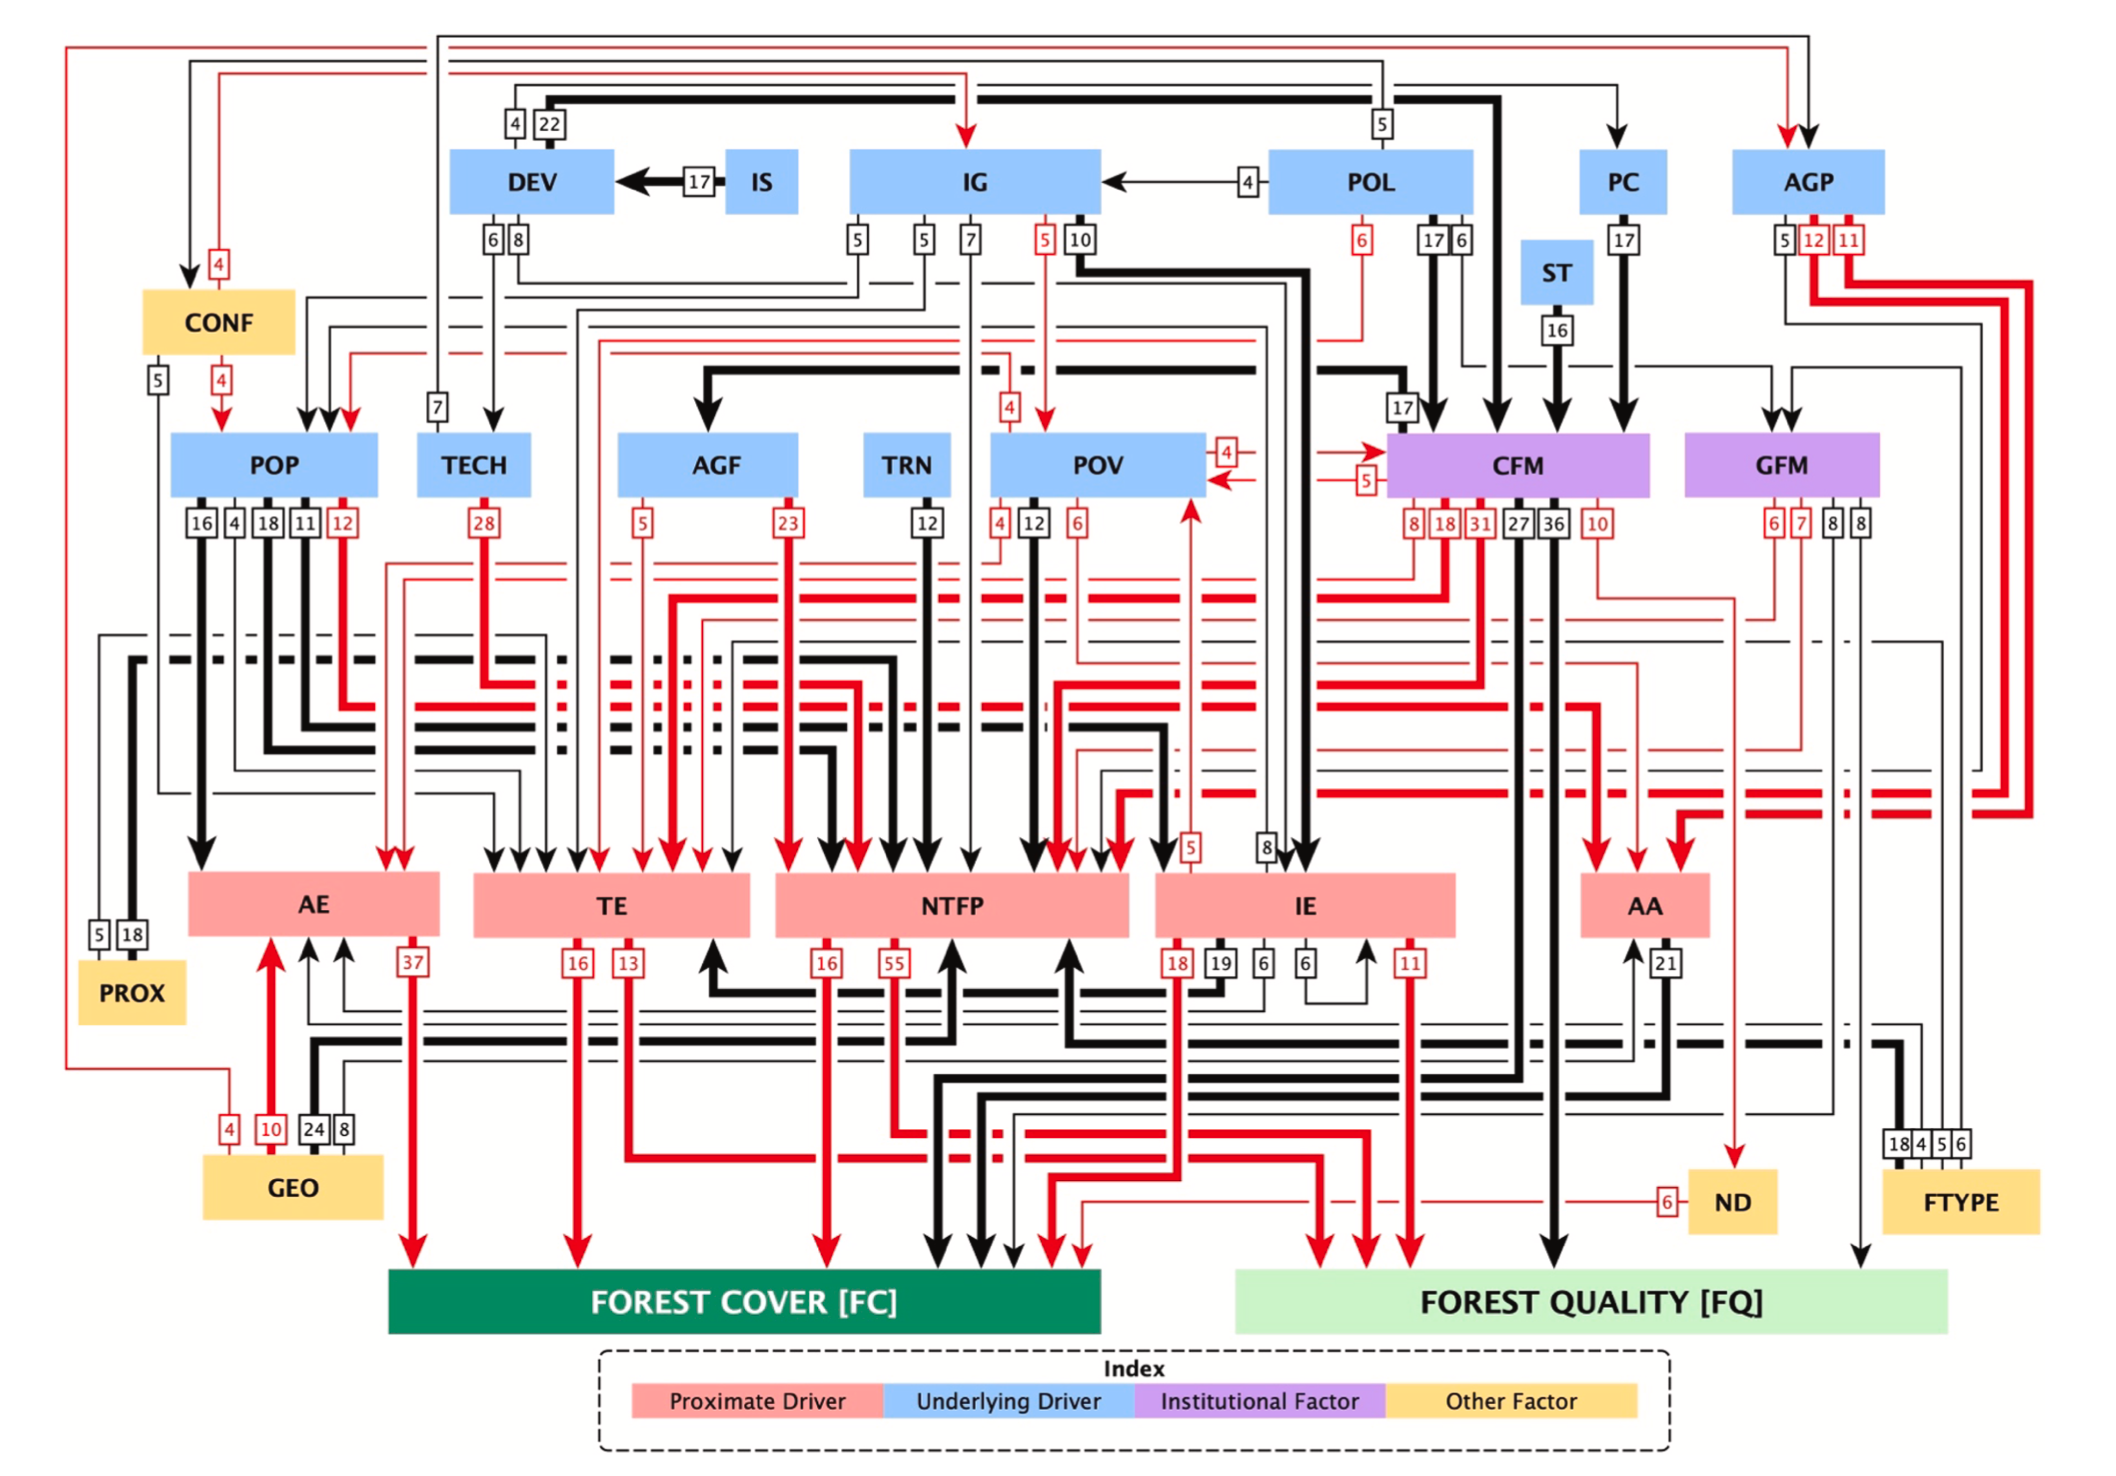 4 22 5
DEV 17 IS IG 4 POL PC AGP
6 8 5 5 7 5 10 6 17 6 17 5 12 11
4 ST
CONF 16
5 4 7 4 17
POP TECH AGF TRN POV 4 5 CFM GFM
16 4 18 11 12 28 5 23 12 4 12 6 8 18 31 27 36 10 6 7 8 8
5 8
AE TE NTFP IE AA
5 18 37 16 13 16 55 18 19 6 6 11 21
PROX
4 10 24 8 18 4 5 6
GEO 6 ND FTYPE
FOREST COVER [FC] FOREST QUALITY [FQ]
Index
Proximate Driver Underlying Driver Institutional Factor Other Factor